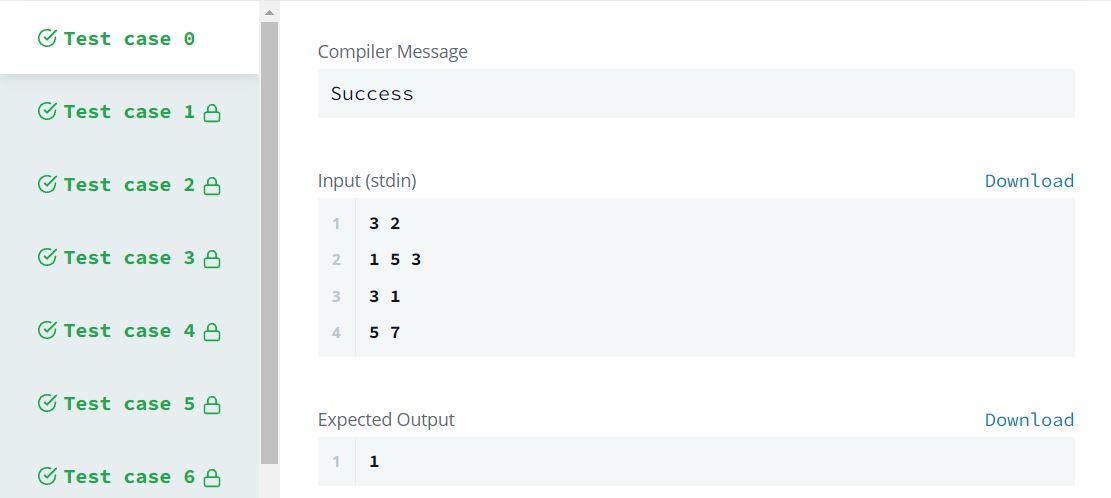 Test case 0
Test case 1
Test case 2
Test case 3
Test case 4
Test case 5
Test case 6
Compiler Message
Success
Input (stdin) Download
1 3 2
2 1 5 3
3 3 1
4 5 7
Expected Output Download
1 1